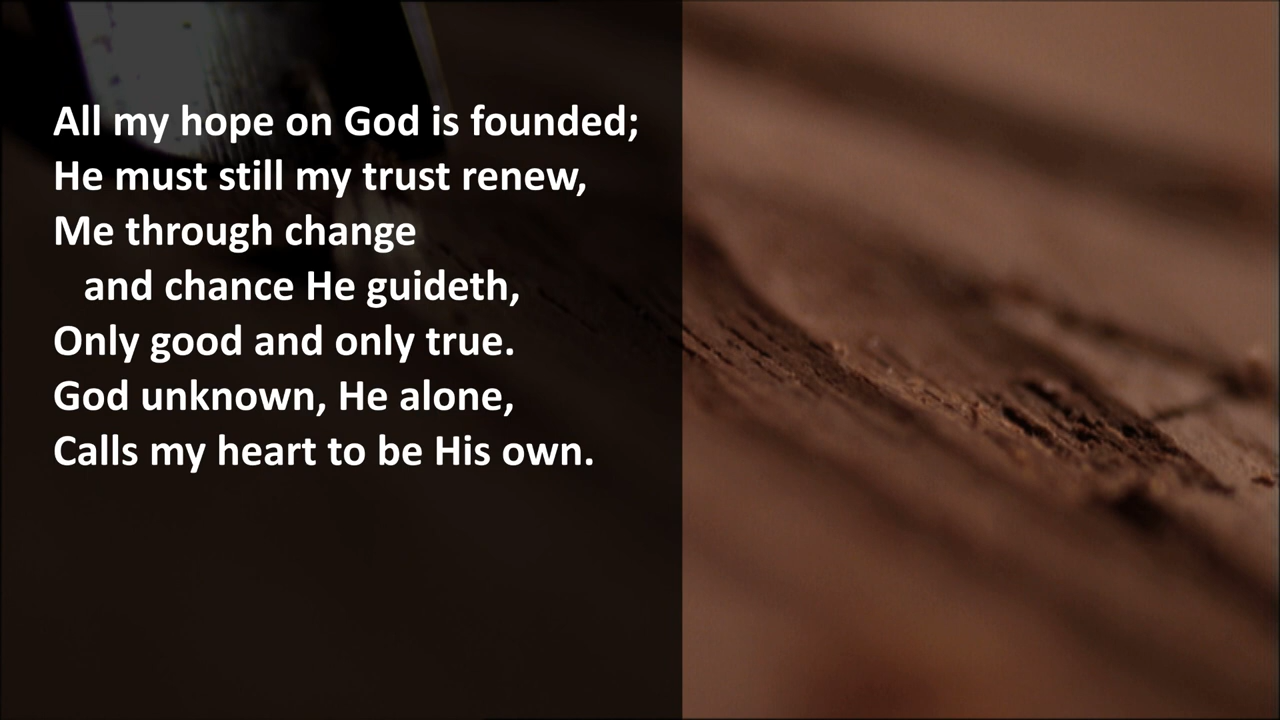 All my hope on God is founded;
He must still my trust renew,
Me through change
and chance He guideth,
Only good and only true.
God unknown, He alone,
Calls my heart to be His own.